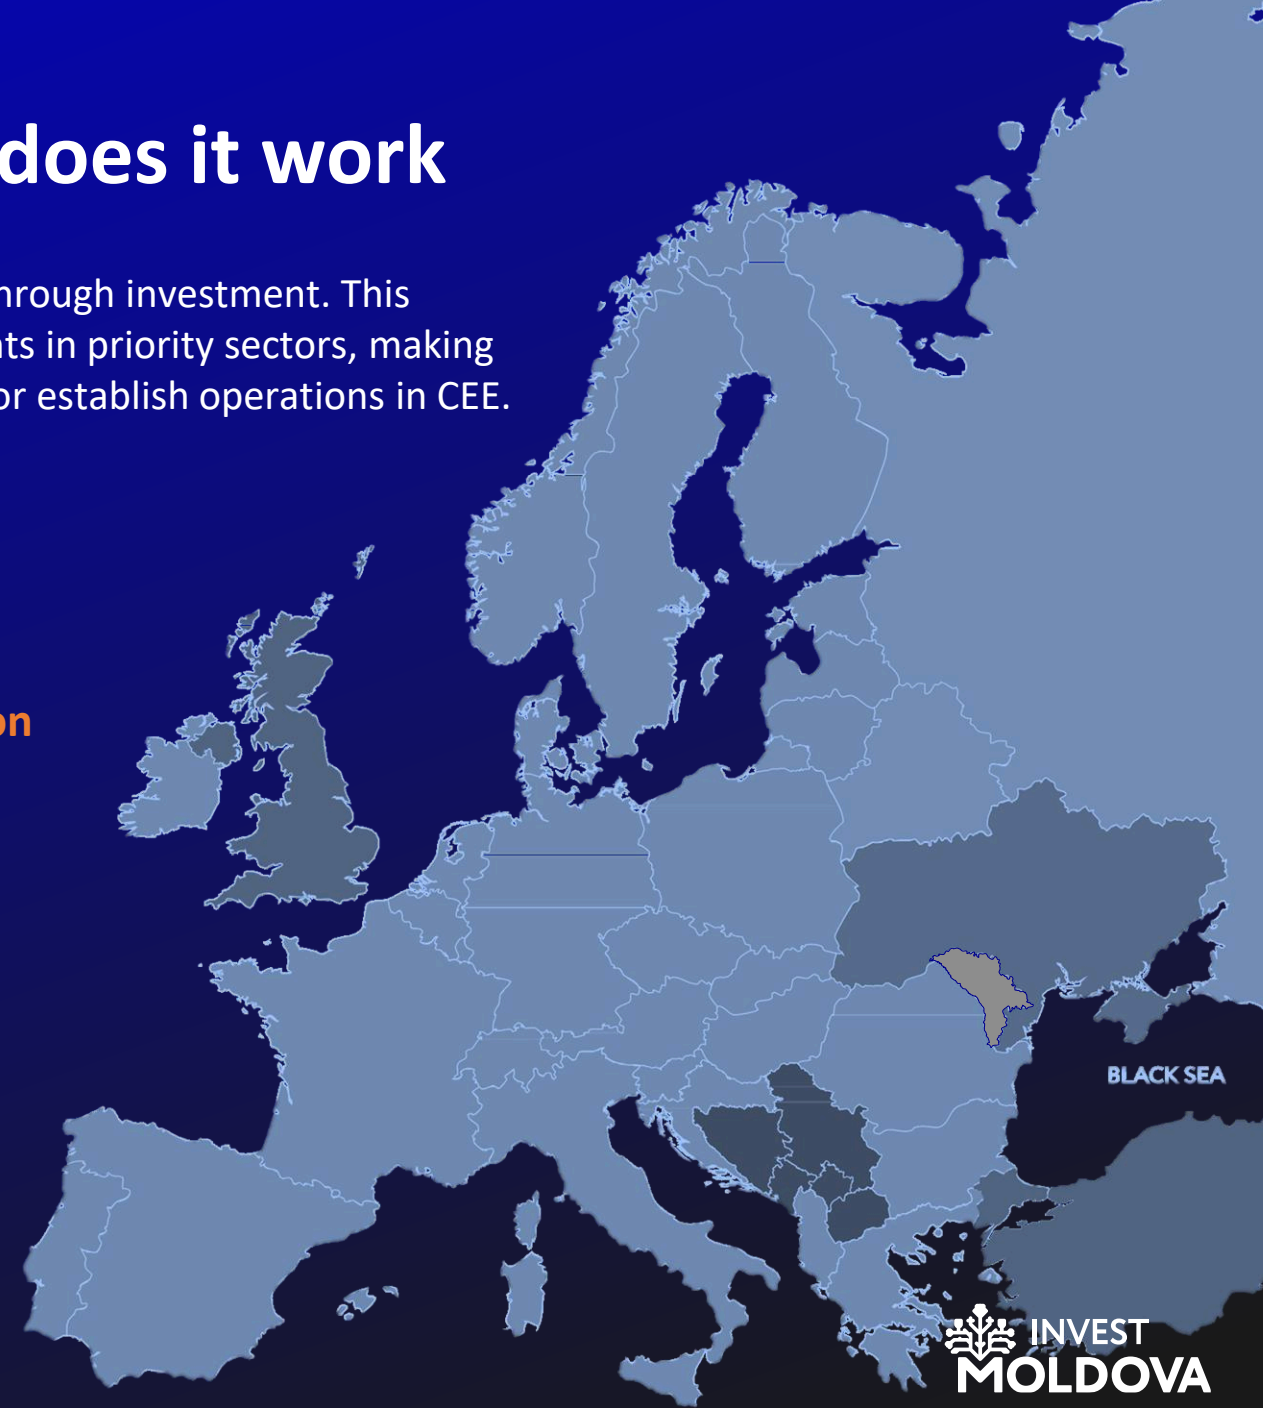 does it work
hrough investment. This
ts in priority sectors, making
or establish operations in CEE.
on
BLACK SEA
INVEST
MOLDOVA